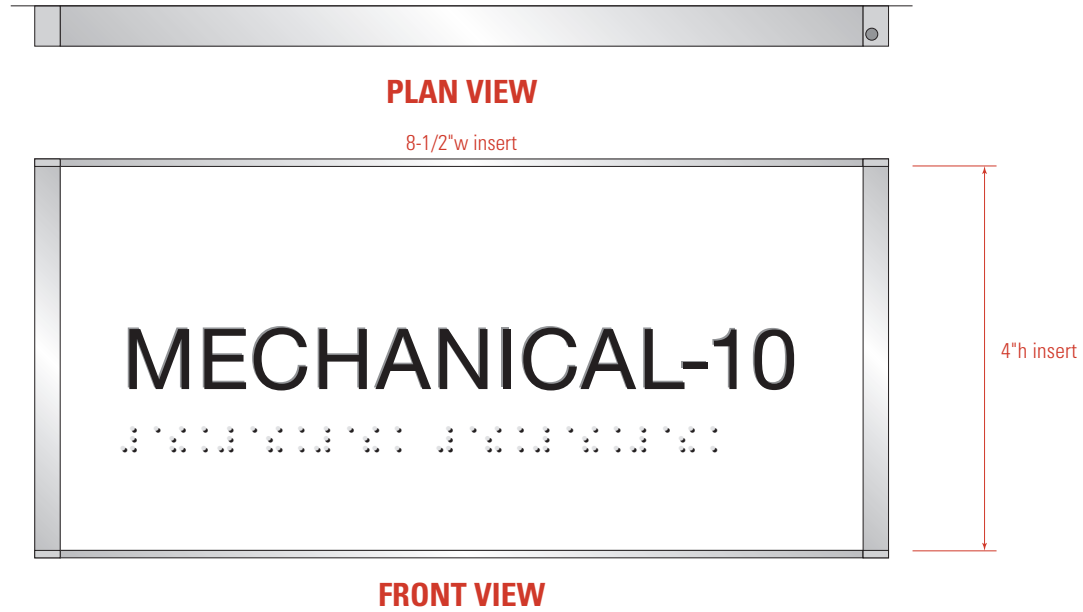 PLAN VIEW
8-1/2"w insert
MECHANICAL-10
4"h insert
FRONT VIEW